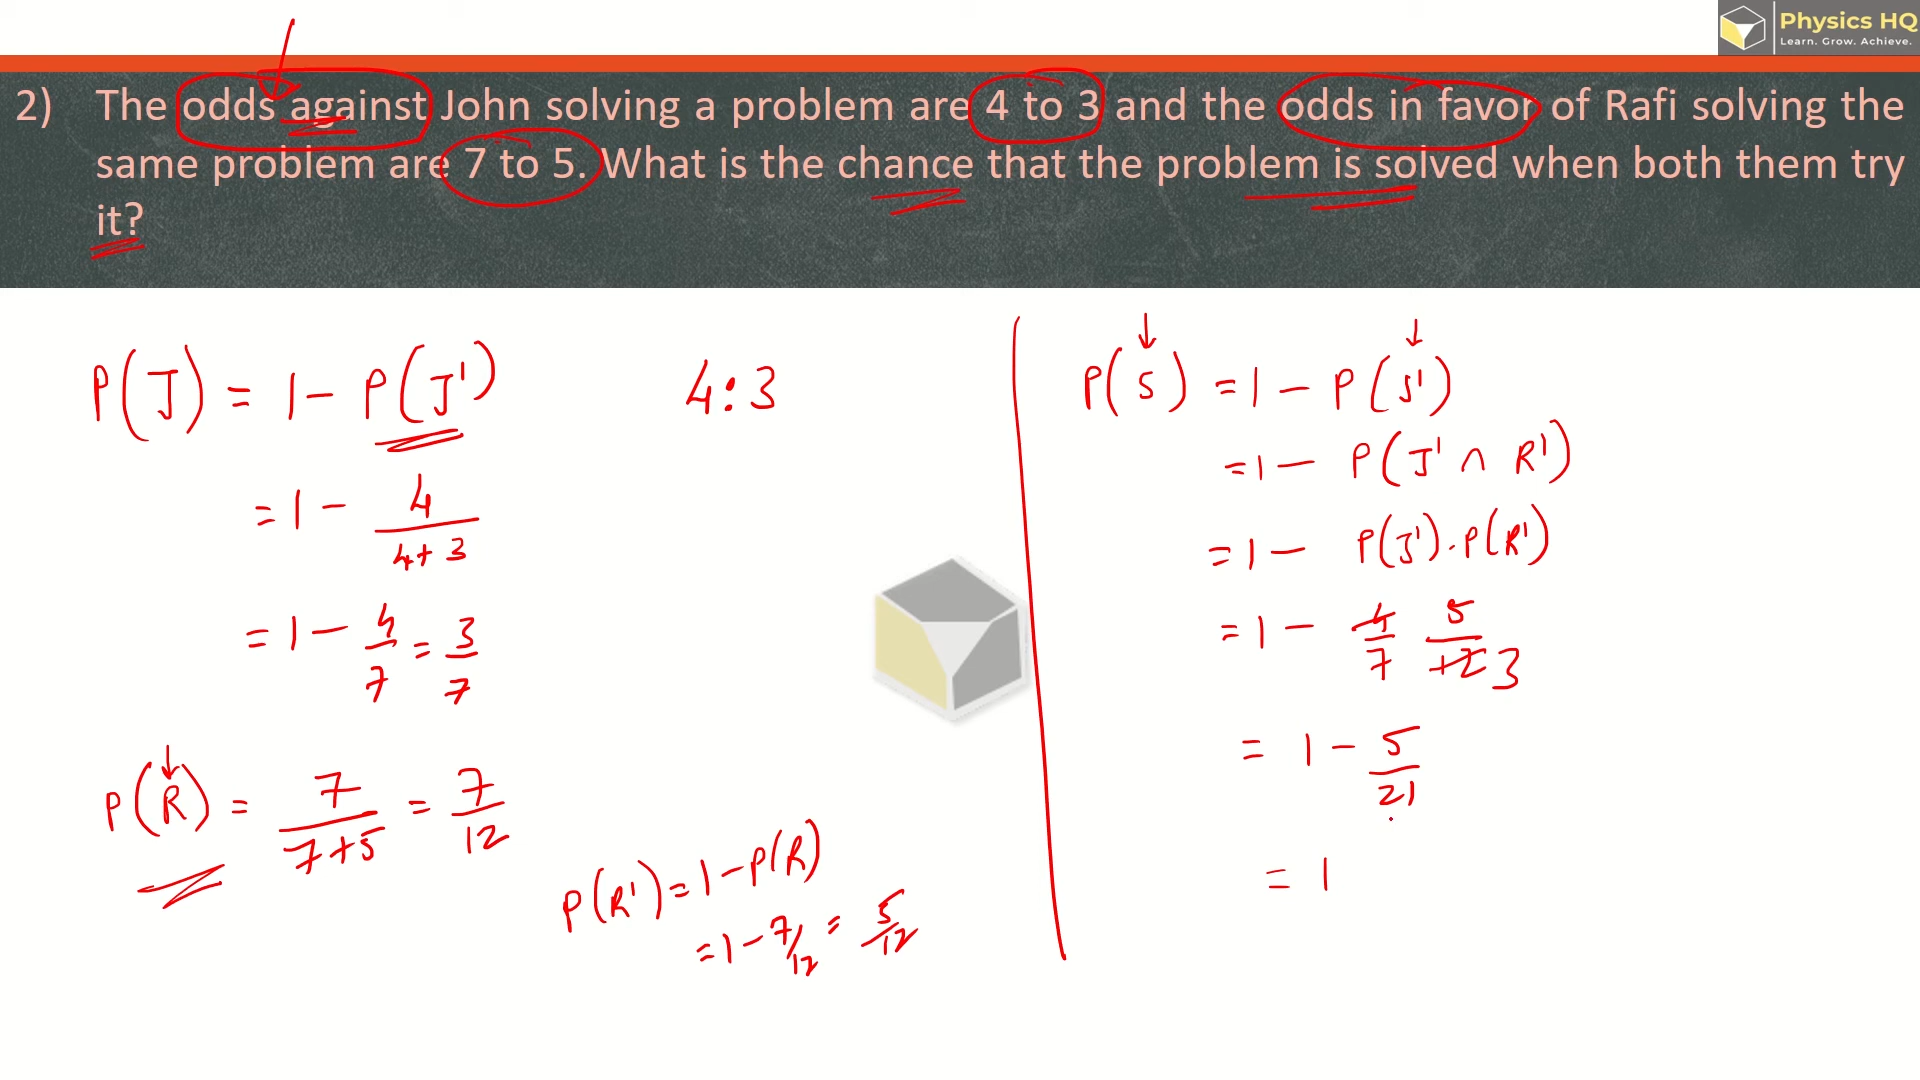 Physics HQ
Learn. Grow. Achieve.
2) The odds against John solving a problem are 4 to 3 and the odds in favor of Rafi solving the
same problem are 7 to 5. What is the chance that the problem is solved when both them try
it?
P(J) = 1 - P(J')
4:3
= 1 - 4/(4+3)
= 1 - 4/7 = 3/7
P(R) = 7/(7+5) = 7/12
P(R') = 1 - P(R)
= 1 - 7/12 = 5/12
P(S) = 1 - P(S')
= 1 - P(J' ∩ R')
= 1 - P(J') . P(R')
= 1 - 4/7 5/12 3
= 1 - 5/21
= 1